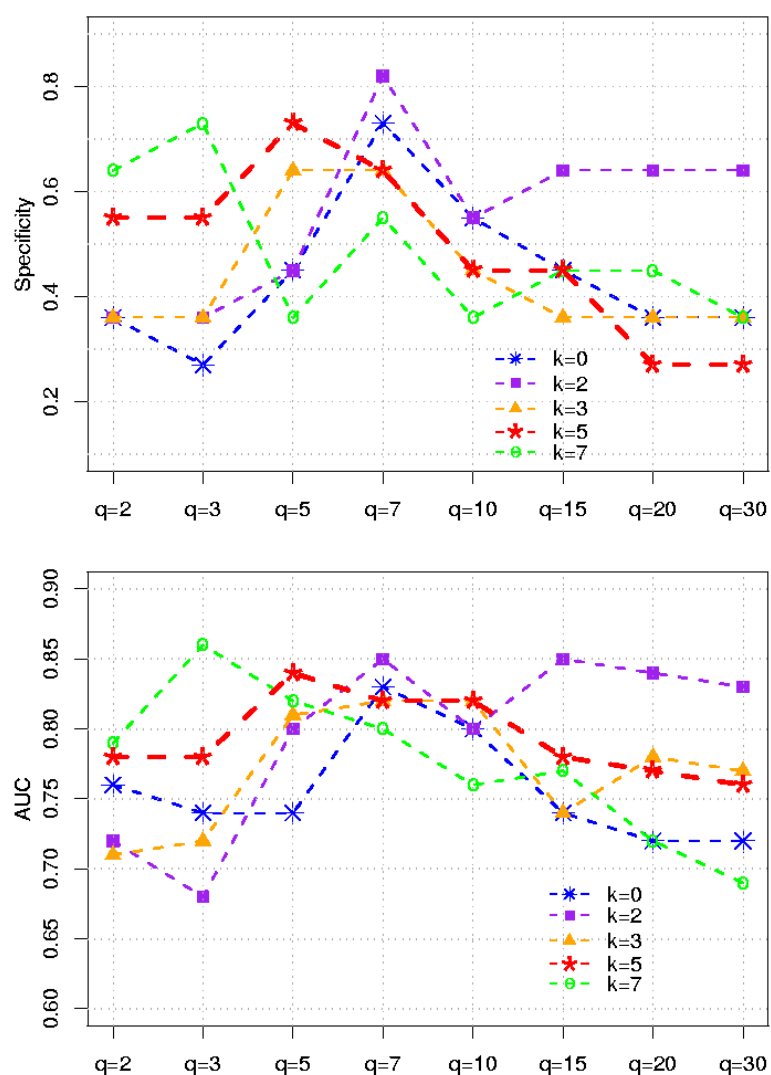 Specificity
0.8
0.6
0.4
0.2
k=0
k=2
k=3
k=5
k=7
q=2 q=3 q=5 q=7 q=10 q=15 q=20 q=30
AUC
0.90
0.85
0.80
0.75
0.70
0.65
0.60
k=0
k=2
k=3
k=5
k=7
q=2 q=3 q=5 q=7 q=10 q=15 q=20 q=30